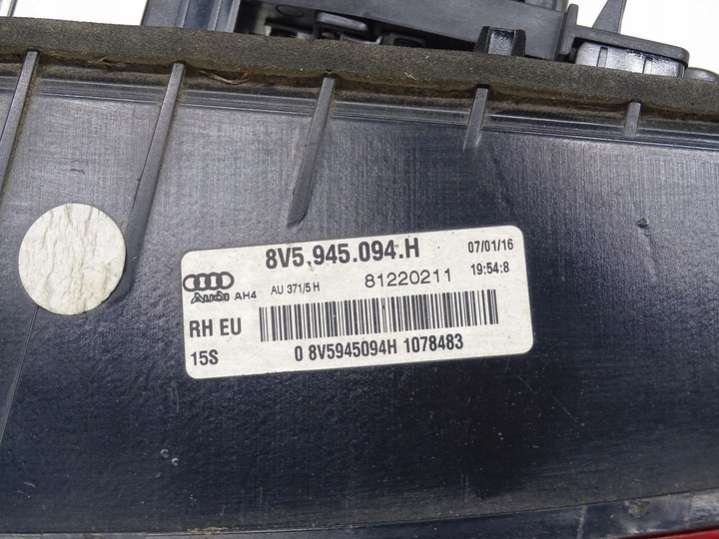 8V5.945.094.H 07/01/16
Audi AH4 AU 371/5 H 81220211 19:54:8
RH EU
15S 0 8V5945094H 1078483